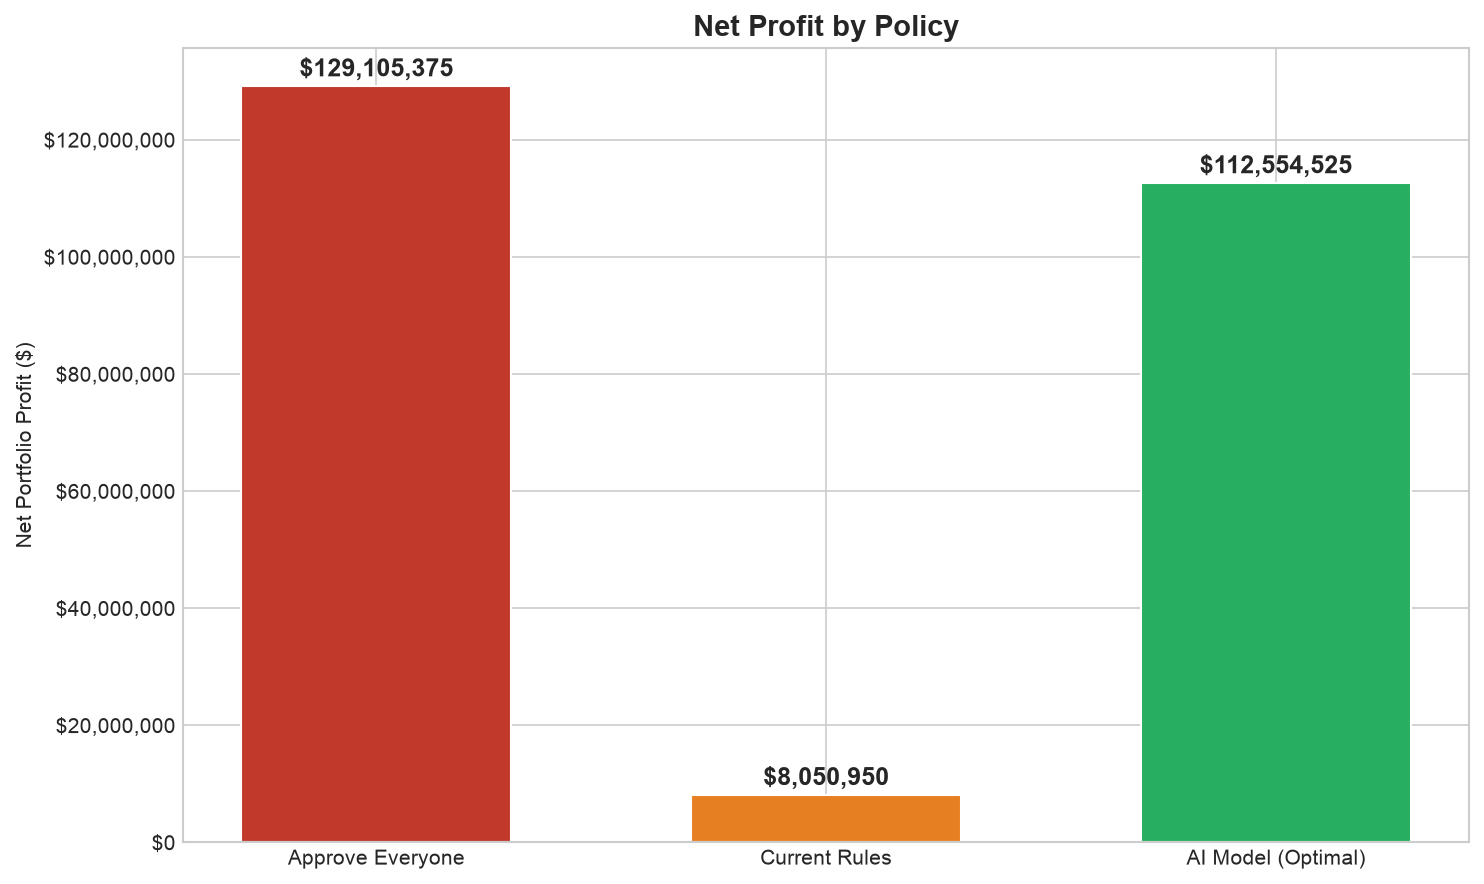 Net Profit by Policy
$129,105,375
$120,000,000
$112,554,525
$100,000,000
$80,000,000
Net Portfolio Profit ($)
$60,000,000
$40,000,000
$20,000,000
$8,050,950
$0
Approve Everyone
Current Rules
AI Model (Optimal)